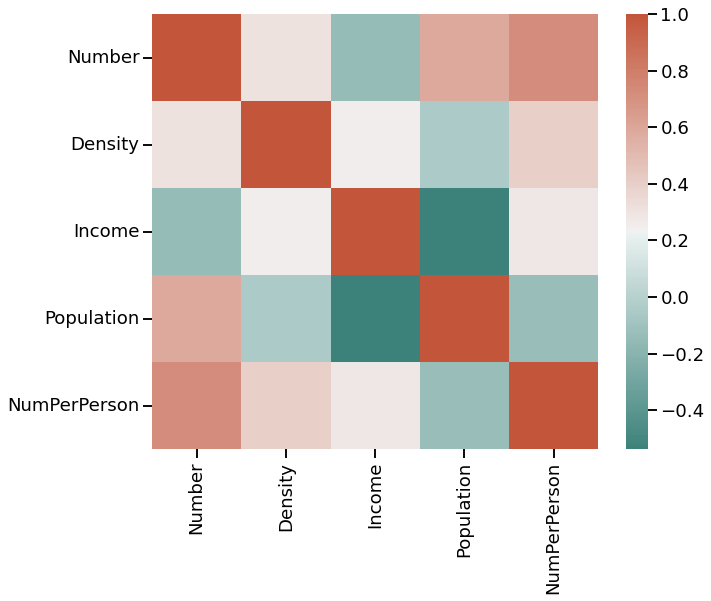 Number
Density
Income
Population
NumPerPerson
Number
Density
Income
Population
NumPerPerson
1.0
0.8
0.6
0.4
0.2
0.0
−0.2
−0.4